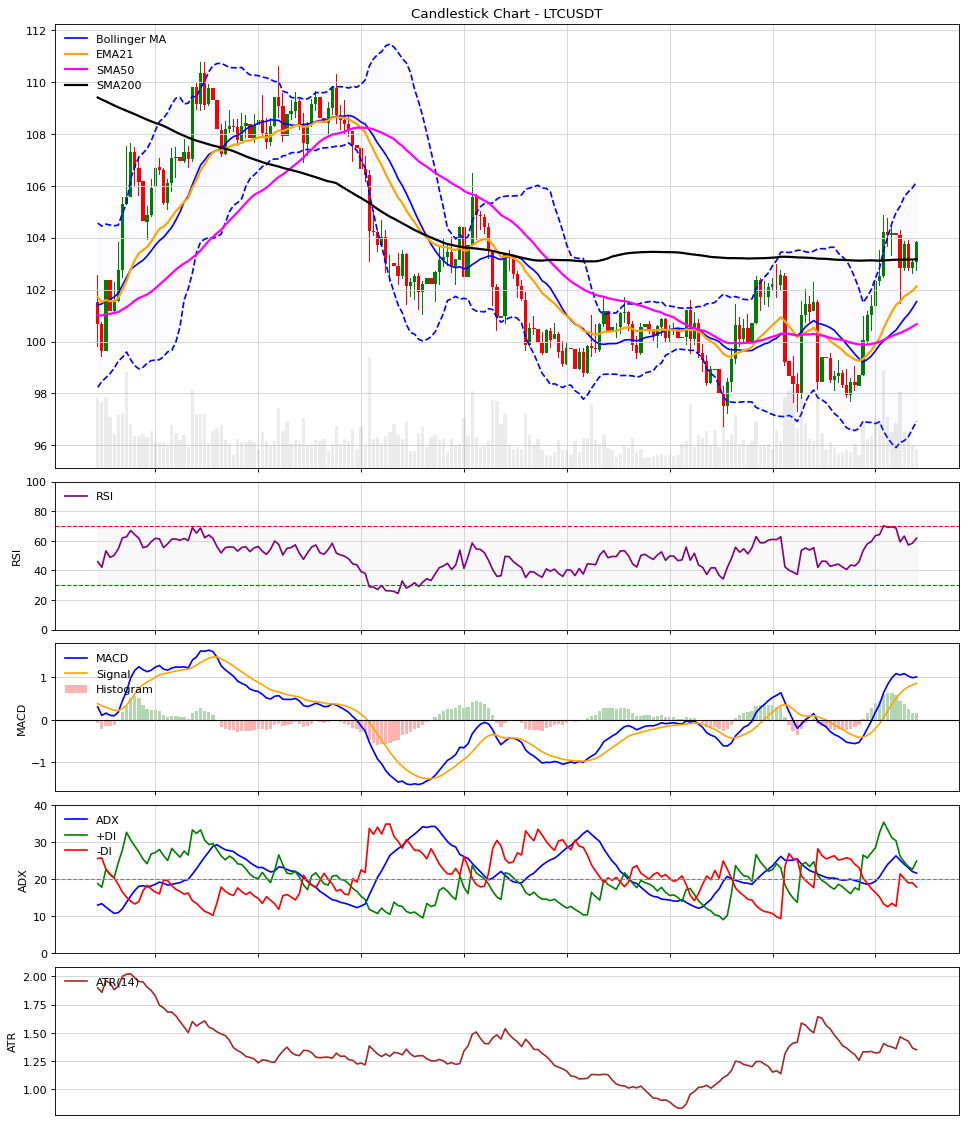 Candlestick Chart - LTCUSDT
112
110
108
106
104
102
100
98
96
Bollinger MA
EMA21
SMA50
SMA200
100
80
60
40
20
0
RSI
RSI
1
0
−1
MACD
MACD
Signal
Histogram
40
30
20
10
0
ADX
ADX
+DI
-DI
2.00
1.75
1.50
1.25
1.00
ATR
ATR(14)